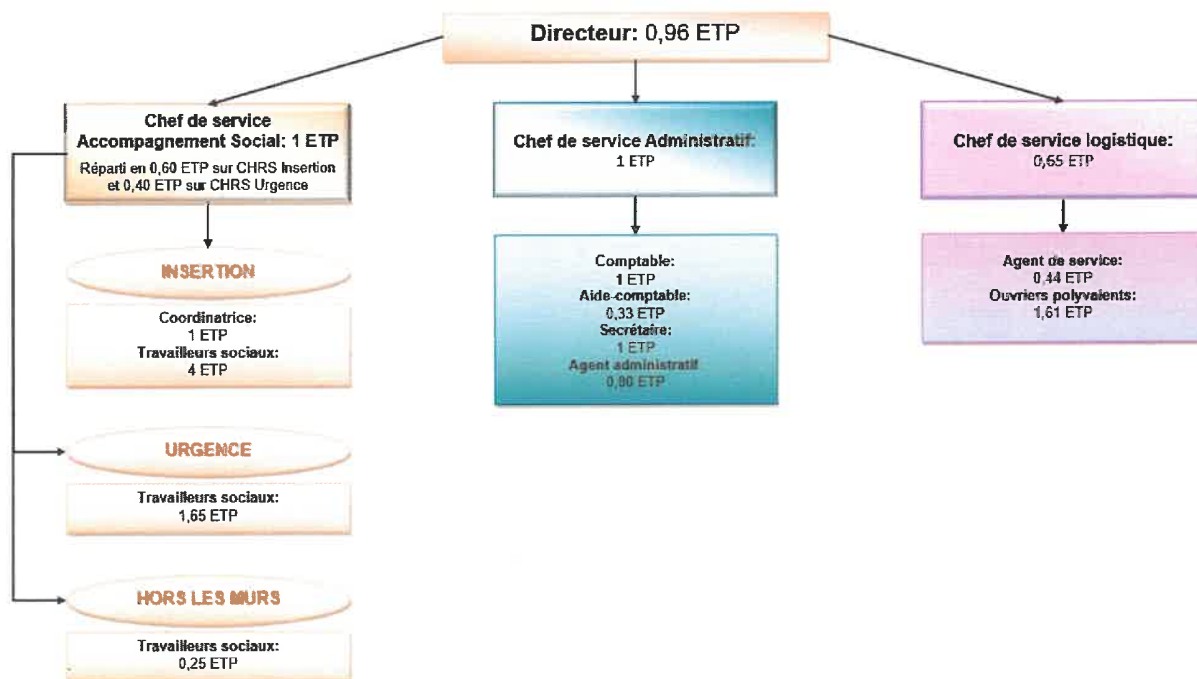 Directeur: 0,96 ETP
Chef de service
Accompagnement Social: 1 ETP
Réparti en 0,60 ETP sur CHRS Insertion
et 0,40 ETP sur CHRS Urgence
INSERTION
Coordinatrice:
1 ETP
Travailleurs sociaux:
4 ETP
URGENCE
Travailleurs sociaux:
1,65 ETP
HORS LES MURS
Travailleurs sociaux:
0,25 ETP
Chef de service Administratif:
1 ETP
Comptable:
1 ETP
Aide-comptable:
0,33 ETP
Secrétaire:
1 ETP
Agent administratif
0,80 ETP
Chef de service logistique:
0,65 ETP
Agent de service:
0,44 ETP
Ouvriers polyvalents:
1,61 ETP